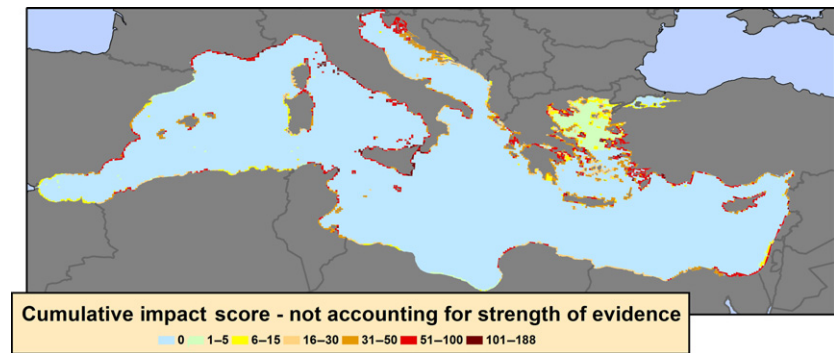 Cumulative impact score - not accounting for strength of evidence
0 1–5 6–15 16–30 31–50 51–100 101–188